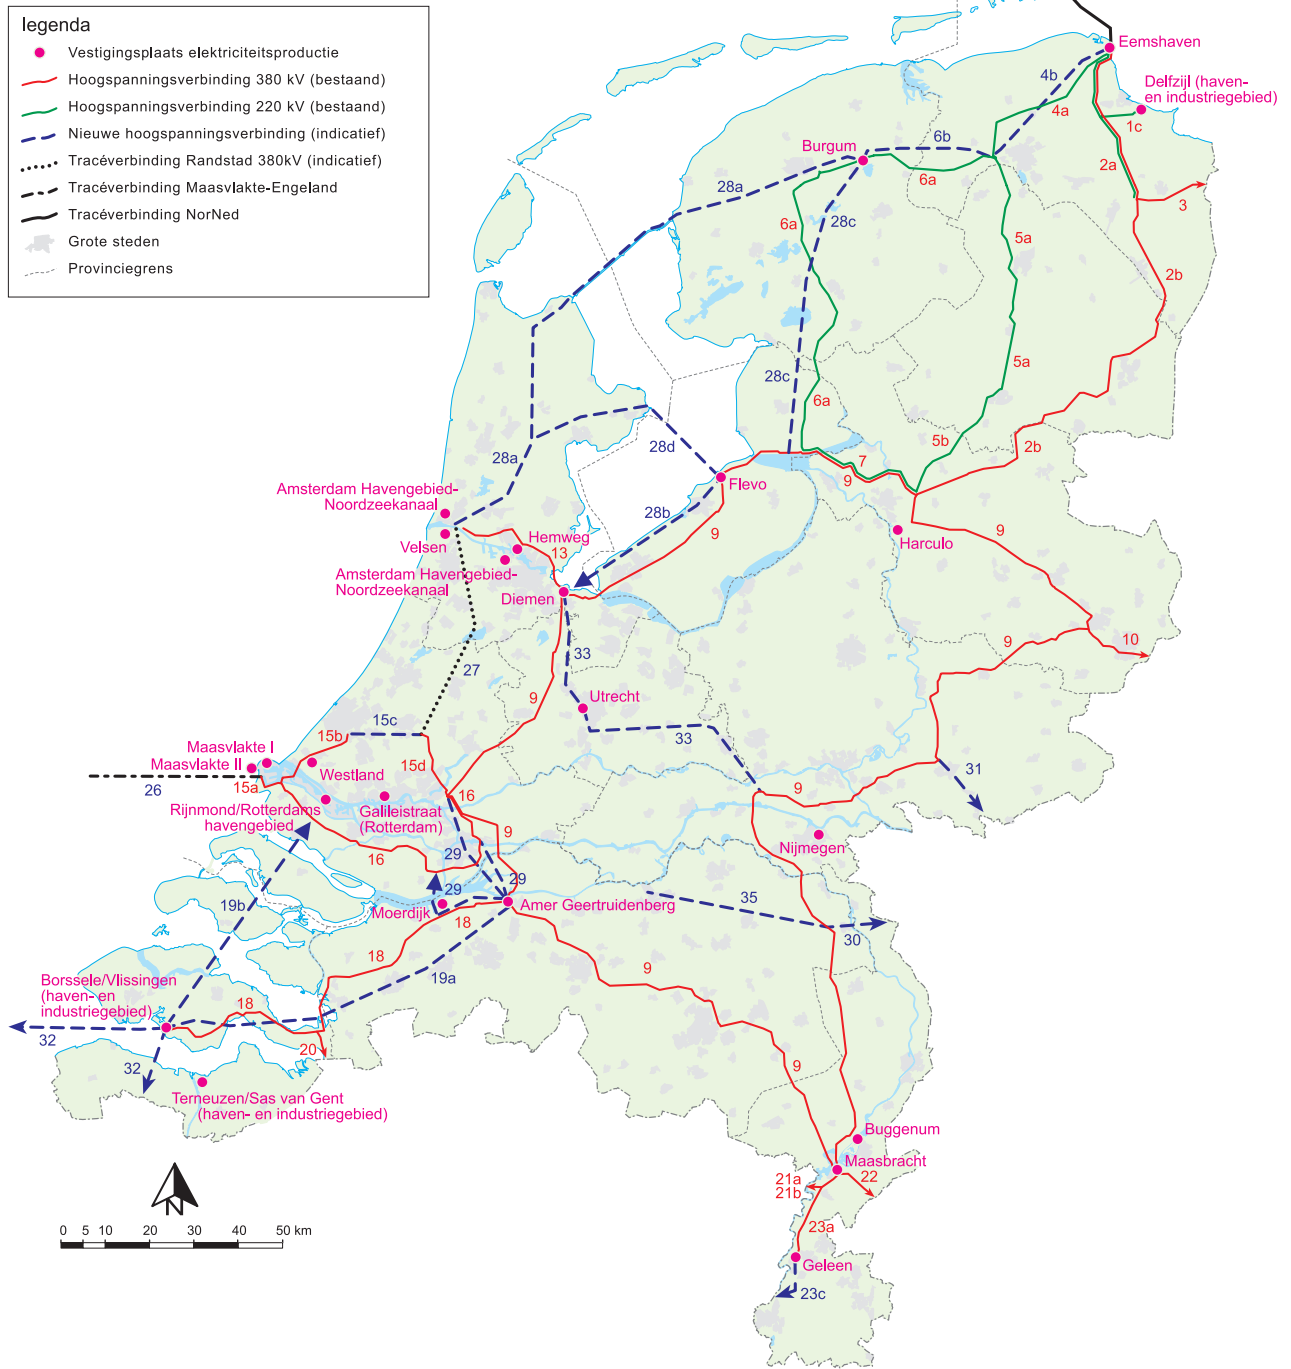 legenda
Vestigingsplaats elektriciteitsproductie
Hoogspanningsverbinding 380 kV (bestaand)
Hoogspanningsverbinding 220 kV (bestaand)
Nieuwe hoogspanningsverbinding (indicatief)
Tracéverbinding Randstad 380kV (indicatief)
Tracéverbinding Maasvlakte-Engeland
Tracéverbinding NorNed
Grote steden
Provinciegrens
Eemshaven
4b
Delfzijl (haven-
en industriegebied)
4a
1c
6b
Burgum
2a
6a
28a
3
6a
28c
5a
2b
5a
28c
6a
2b
5b
28d
28a
7
9
Flevo
Amsterdam Havengebied-
Noordzeekanaal
28b
9
9
Velsen
Hemweg
13
Harculo
Amsterdam Havengebied-
Noordzeekanaal
Diemen
9
10
33
27
9
Utrecht
15c
15b
33
Maasvlakte I
Maasvlakte II
15d
Westland
31
26
15a
9
16
Rijnmond/Rotterdams
havengebied
Galileistraat
(Rotterdam)
9
Nijmegen
16
29
29
29
35
19b
Moerdijk
Amer Geertruidenberg
18
30
18
9
19a
Borssele/Vlissingen
(haven- en
industriegebied)
18
32
20
32
9
Terneuzen/Sas van Gent
(haven- en industriegebied)
Buggenum
Maasbracht
21a
21b
22
N
23a
0 5 10 20 30 40 50 km
Geleen
23c